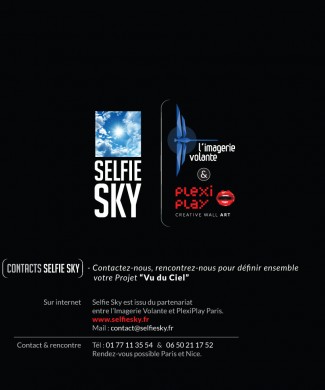 l'imagerie
volante
&
PLEXI
PLAY
CREATIVE WALL ART
SELFIE
SKY
CONTACTS SELFIE SKY - Contactez-nous, rencontrez-nous pour définir ensemble
votre Projet "Vu du Ciel"
Sur internet Selfie Sky est issu du partenariat
entre l'Imagerie Volante et PlexiPlay Paris.
www.selfiesky.fr
Mail : contact@selfiesky.fr
Contact & rencontre Tél : 01 77 11 35 54 & 06 50 21 17 52
Rendez-vous possible Paris et Nice.